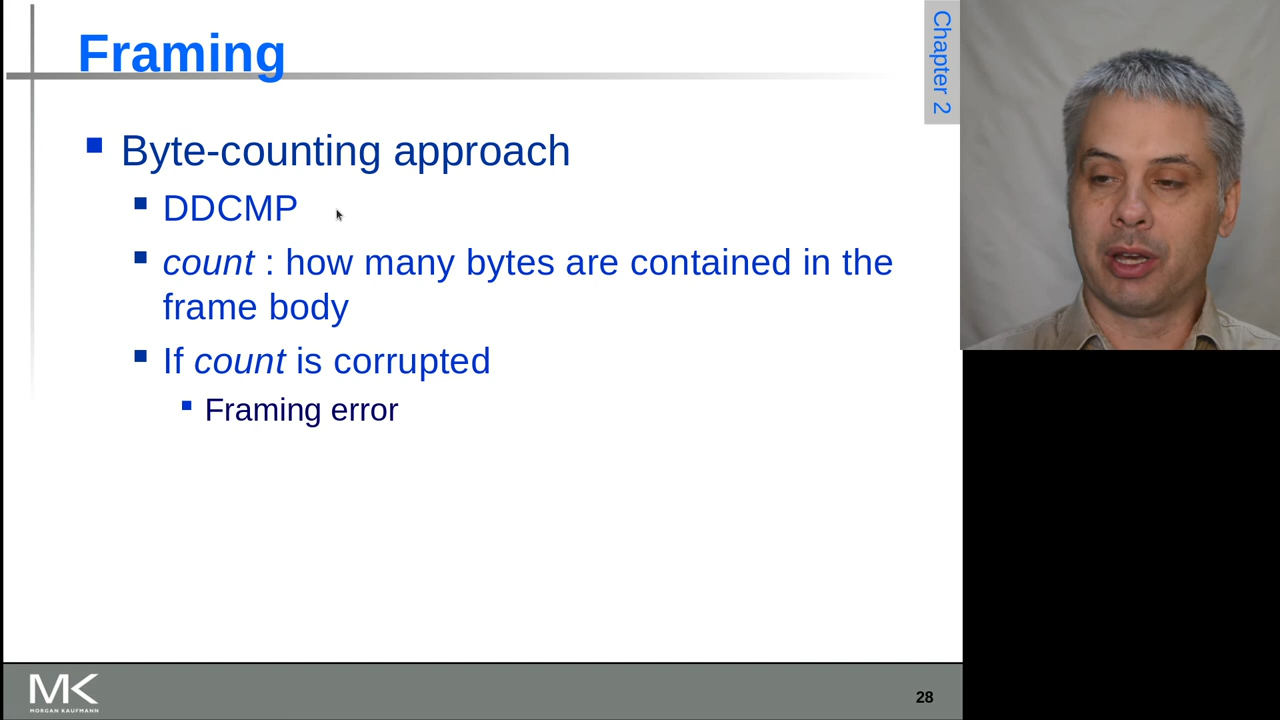 Framing
Chapter 2
Byte-counting approach
DDCMP
count : how many bytes are contained in the
frame body
If count is corrupted
Framing error
MK
MORGAN KAUFMANN
28